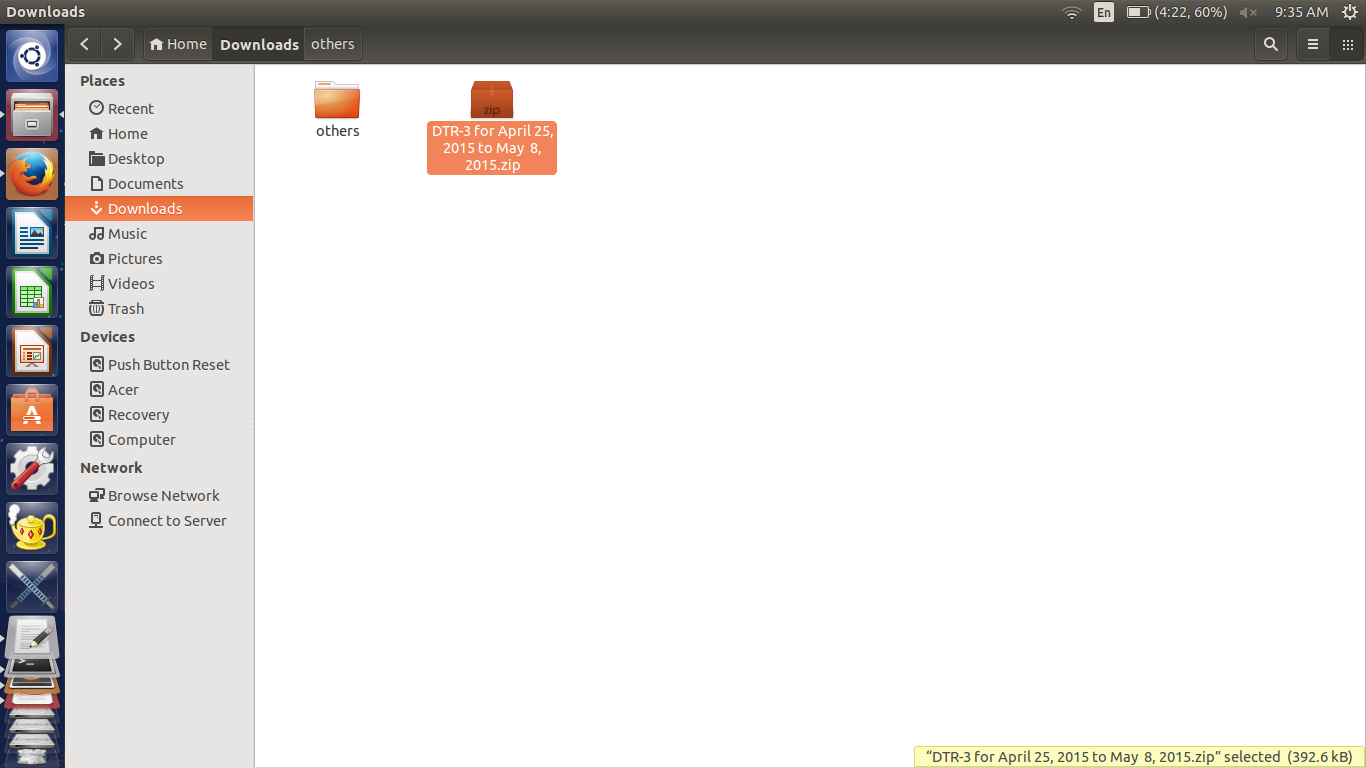 Downloads
En
(4:22, 60%)
9:35 AM
Home
Downloads
others
Places
Recent
Home
Desktop
Documents
Downloads
Music
Pictures
Videos
Trash
Devices
Push Button Reset
Acer
Recovery
Computer
Network
Browse Network
Connect to Server
others
zip
DTR-3 for April 25,
2015 to May 8,
2015.zip
“DTR-3 for April 25, 2015 to May 8, 2015.zip” selected (392.6 kB)